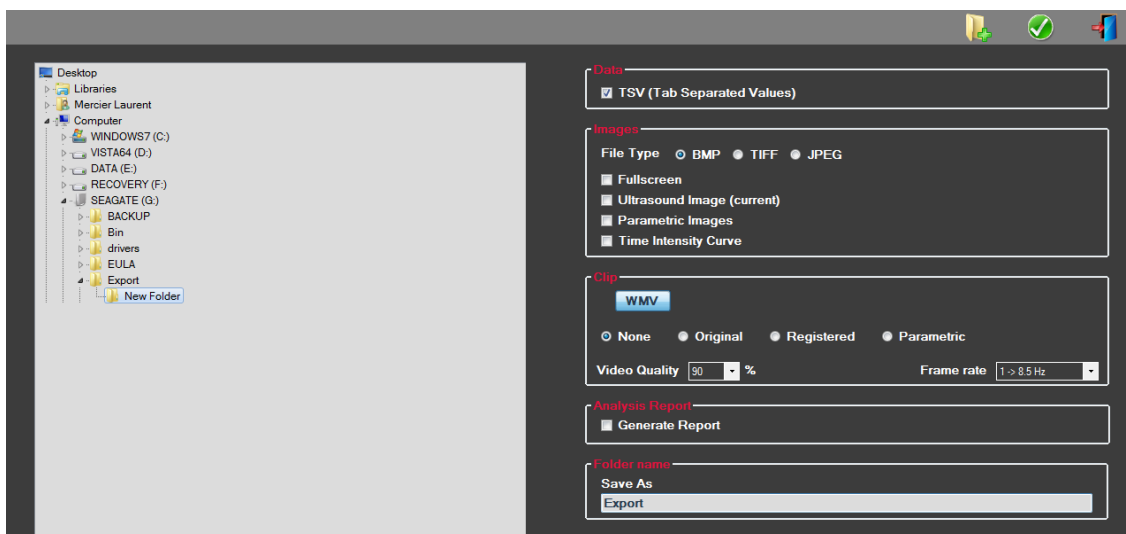 Desktop
Libraries
Mercier Laurent
Computer
WINDOWS7 (C:)
VISTA64 (D:)
DATA (E:)
RECOVERY (F:)
SEAGATE (G:)
BACKUP
Bin
drivers
EULA
Export
New Folder
Data
TSV (Tab Separated Values)
Images
File Type BMP TIFF JPEG
Fullscreen
Ultrasound Image (current)
Parametric Images
Time Intensity Curve
Clip
WMV
None Original Registered Parametric
Video Quality 90 % Frame rate 1 -> 8.5 Hz
Analysis Report
Generate Report
Folder name
Save As
Export